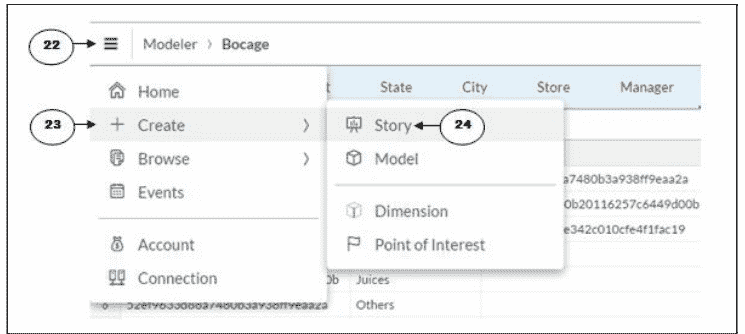 22 Modeler > Bocage
State City Store Manager
Home
23 + Create >
24
Story
Browse >
Model
Events
Dimension
Account
Point of Interest
Connection
a7480b3a938ff9eaa2a
0b20116257c6449d00b
e342c010cfe4f1fac19
0b Juices
Others